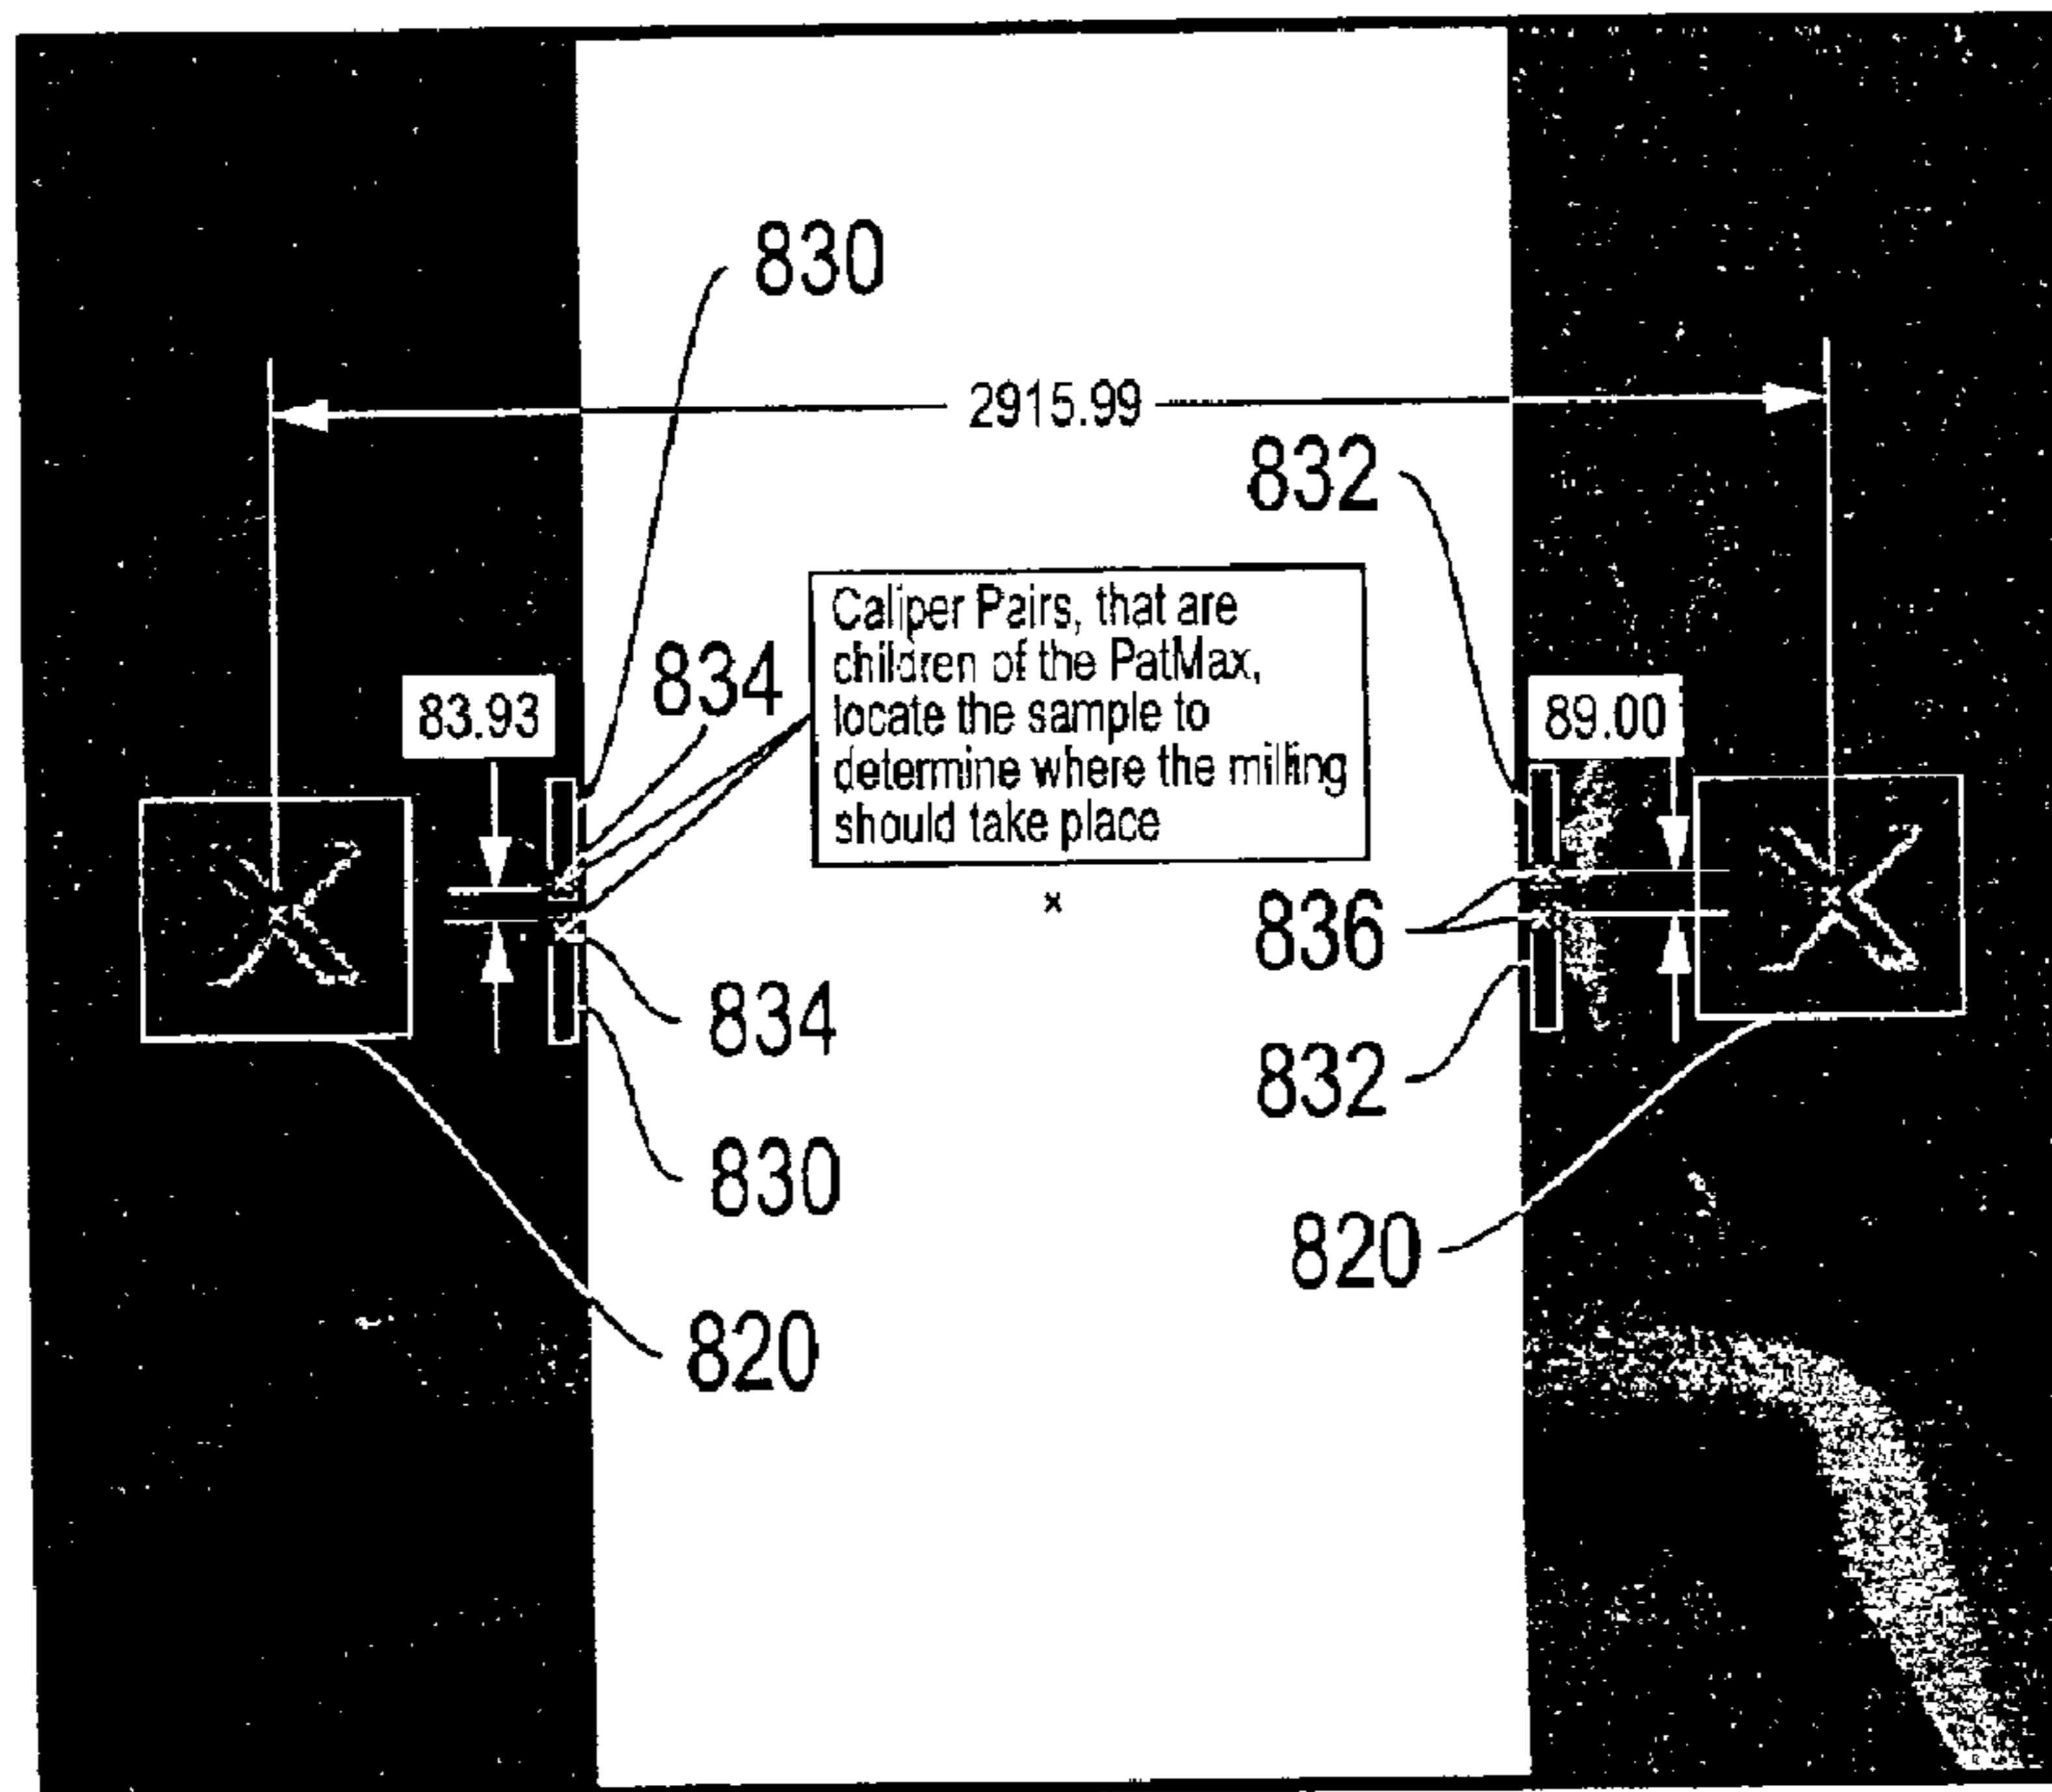 830
2915.99
832
Caliper Pairs, that are
children of the PatMax,
locate the sample to
determine where the milling
should take place
834
83.93
89.00
836
834
832
830
820
820